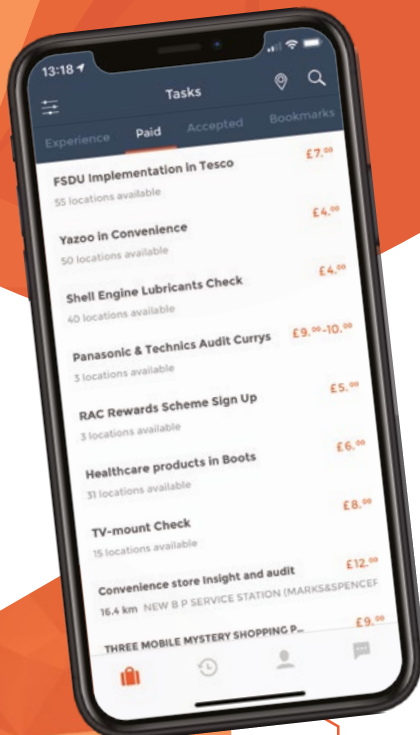 13:18
Tasks
Experience Paid Accepted Bookmarks
FSDU Implementation in Tesco £7.00
55 locations available
Yazoo in Convenience £4.00
50 locations available
Shell Engine Lubricants Check £4.00
40 locations available
Panasonic & Technics Audit Currys £9.00-10.00
3 locations available
RAC Rewards Scheme Sign Up £5.00
3 locations available
Healthcare products in Boots £6.00
31 locations available
TV-mount Check £8.00
15 locations available
Convenience store Insight and audit £12.00
16.4 km NEW B P SERVICE STATION (MARKS&SPENCER
THREE MOBILE MYSTERY SHOPPING P... £9.00